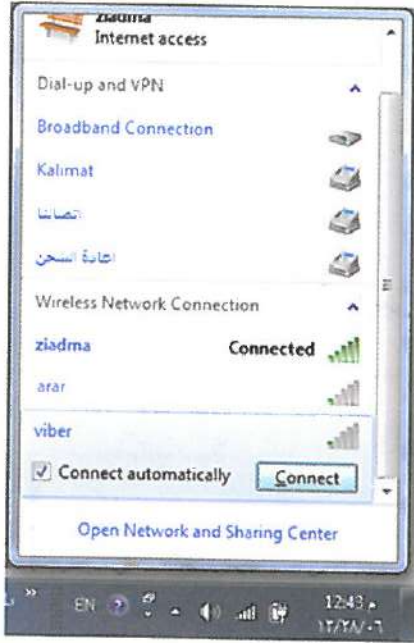 ziadma
Internet access
Dial-up and VPN
Broadband Connection
Kalimat
اعادة الشحن
Wireless Network Connection
ziadma Connected
arar
viber
Connect automatically Connect
Open Network and Sharing Center
EN 12:43 م